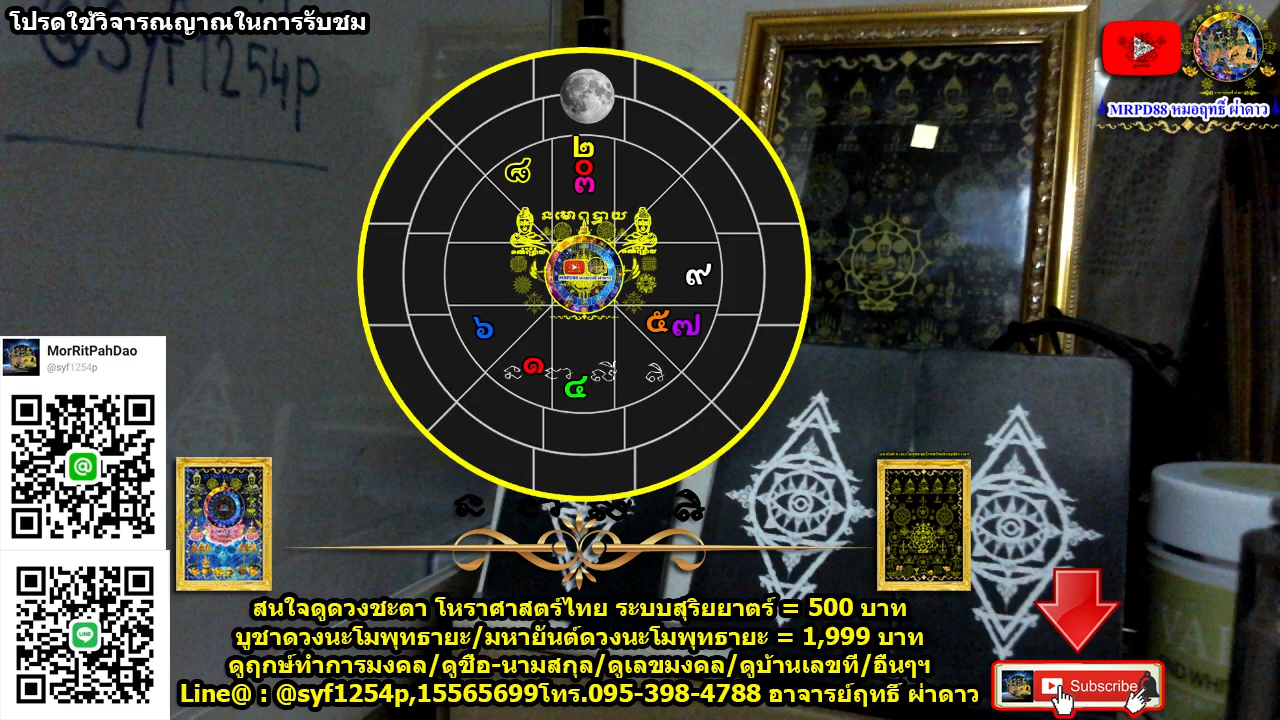 โปรดใช้วิจารณญาณในการรับชม
@syf1254p
MRPD88 หมอฤทธิ์ ผ่าดาว
๒
๐
๓
๘
๙
๕ ๗
๖
๑
๔
MorRitPahDao
@syf1254p
LINE
สนใจดูดวงชะตา โหราศาสตร์ไทย ระบบสุริยยาตร์ = 500 บาท
บูชาดวงนะโมพุทธายะ/มหายันต์ดวงนะโมพุทธายะ = 1,999 บาท
ดูฤกษ์ทำการมงคล/ดูชื่อ-นามสกุล/ดูเลขมงคล/ดูบ้านเลขที่/อื่นๆฯ
Line@ : @syf1254p,15565699โทร.095-398-4788 อาจารย์ฤทธิ์ ผ่าดาว
Subscribe